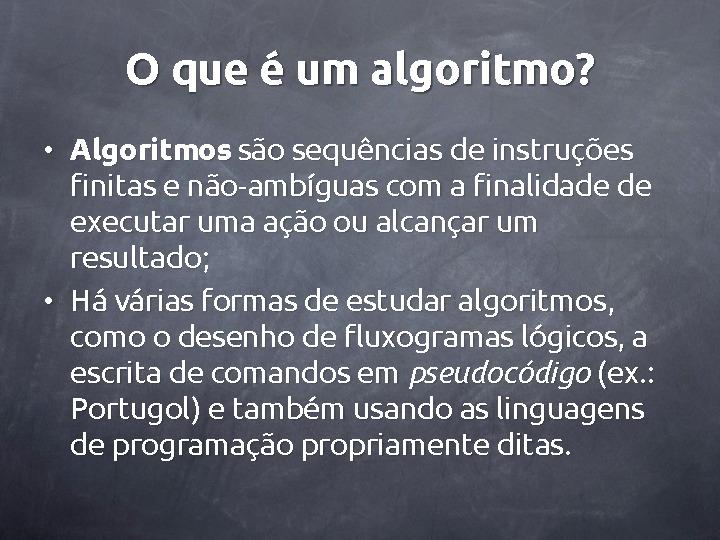 O que é um algoritmo?
• Algoritmos são sequências de instruções
finitas e não-ambíguas com a finalidade de
executar uma ação ou alcançar um
resultado;
• Há várias formas de estudar algoritmos,
como o desenho de fluxogramas lógicos, a
escrita de comandos em pseudocódigo (ex.:
Portugol) e também usando as linguagens
de programação propriamente ditas.